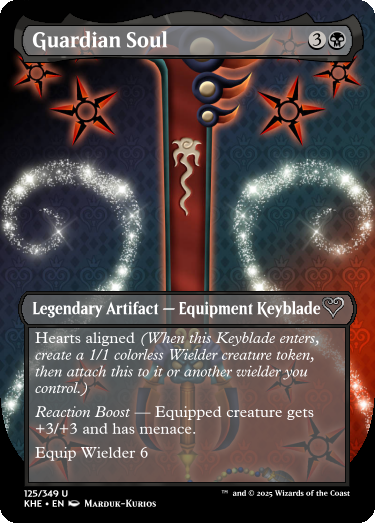 Guardian Soul 3
Legendary Artifact — Equipment Keyblade
Hearts aligned (When this Keyblade enters,
create a 1/1 colorless Wielder creature token,
then attach this to it or another wielder you
control.)
Reaction Boost — Equipped creature gets
+3/+3 and has menace.
Equip Wielder 6
125/349 U
KHE • EN Marduk-Kurios
™ and © 2025 Wizards of the Coast